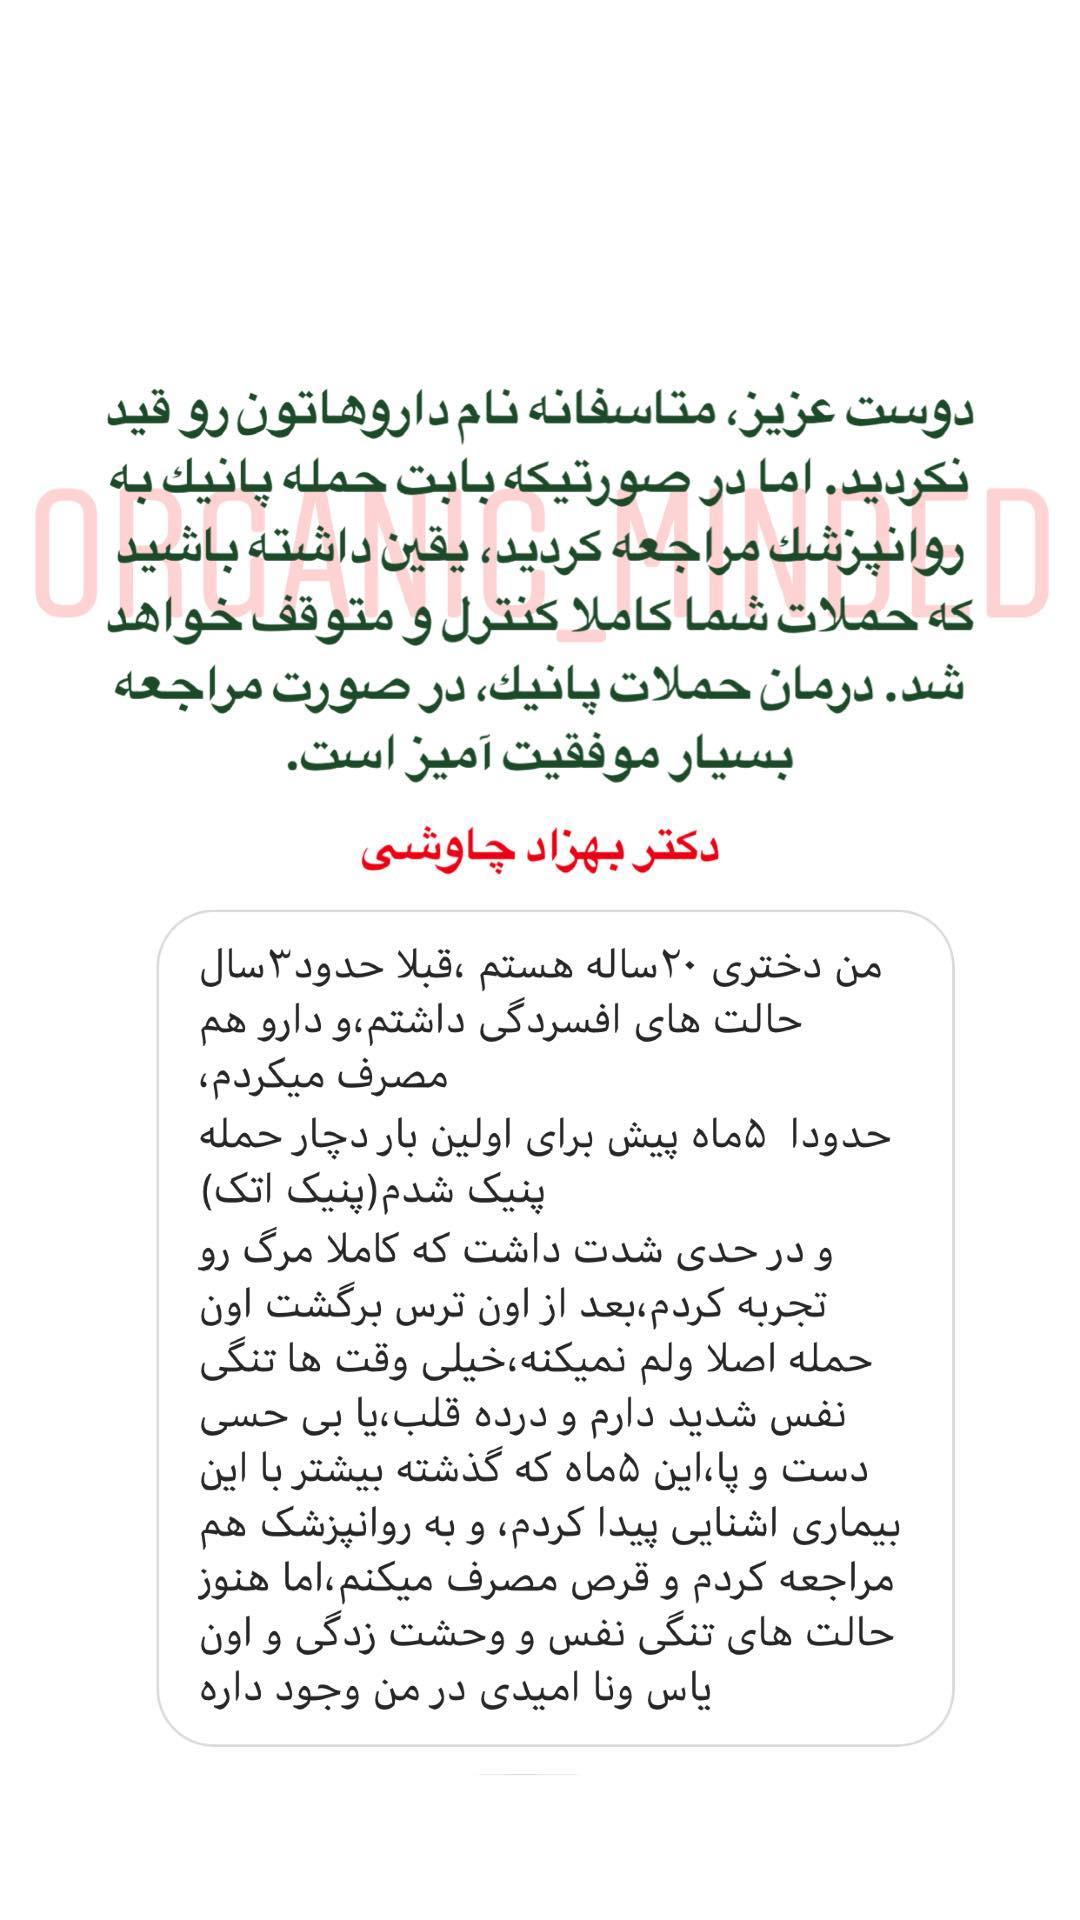 دوست عزیز، متاسفانه نام داروهاتون رو قید
نکردید. اما در صورتیکه بابت حمله پانیك به
روانپزشك مراجعه کردید، یقین داشته باشید
که حملات شما کاملا کنترل و متوقف خواهد
شد. درمان حملات پانیك، در صورت مراجعه
بسیار موفقیت آمیز است.
ORGANIC_MINDED
دکتر بهزاد چاوشی
من دختری ۲۰ساله هستم ،قبلا حدود۳سال
حالت های افسردگی داشتم،و دارو هم
مصرف میکردم،
حدودا ۵ماه پیش برای اولین بار دچار حمله
پنیک شدم(پنیک اتک)
و در حدی شدت داشت که کاملا مرگ رو
تجربه کردم،بعد از اون ترس برگشت اون
حمله اصلا ولم نمیکنه،خیلی وقت ها تنگی
نفس شدید دارم و درده قلب،یا بی حسی
دست و پا،این ۵ماه که گذشته بیشتر با این
بیماری اشنایی پیدا کردم، و به روانپزشک هم
مراجعه کردم و قرص مصرف میکنم،اما هنوز
حالت های تنگی نفس و وحشت زدگی و اون
یاس ونا امیدی در من وجود داره